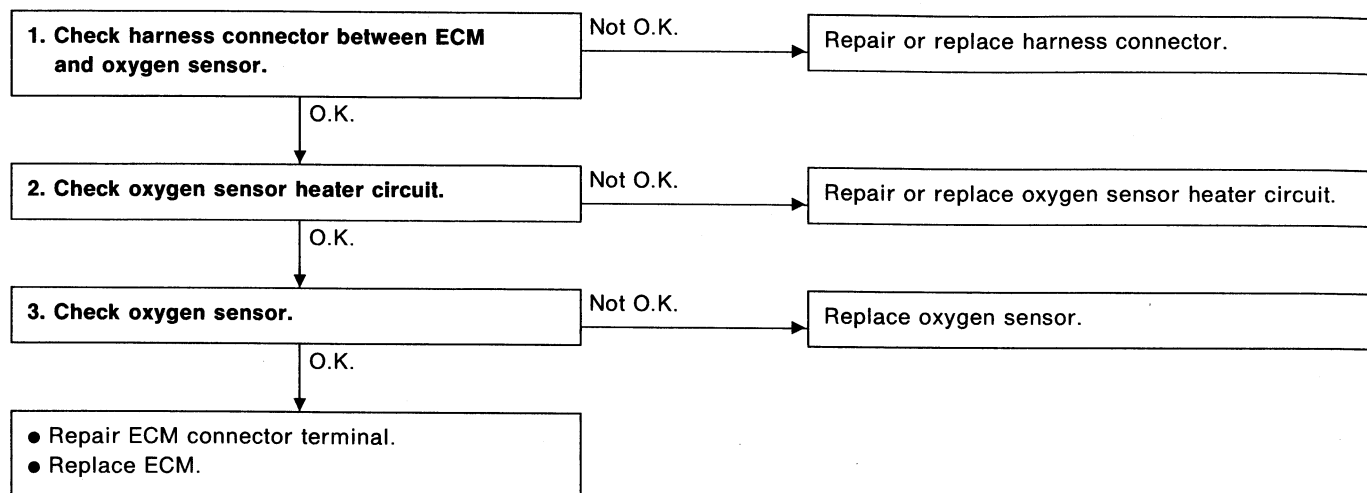 1. Check harness connector between ECM
and oxygen sensor.
Not O.K.
Repair or replace harness connector.
O.K.
2. Check oxygen sensor heater circuit.
Not O.K.
Repair or replace oxygen sensor heater circuit.
O.K.
3. Check oxygen sensor.
Not O.K.
Replace oxygen sensor.
O.K.
● Repair ECM connector terminal.
● Replace ECM.